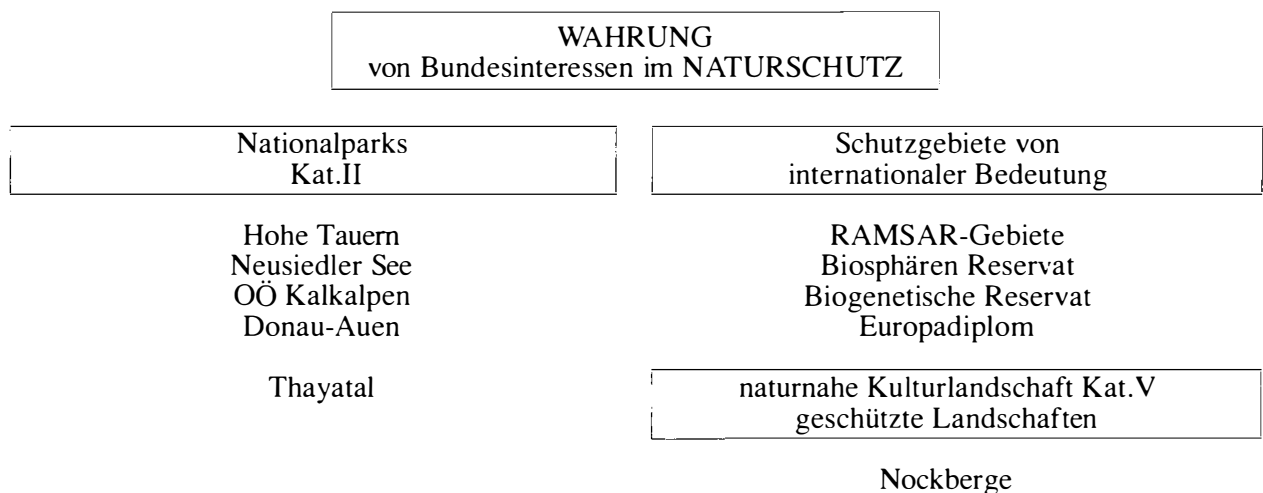 WAHRUNG
von Bundesinteressen im NATURSCHUTZ
Nationalparks
Kat.II
Hohe Tauern
Neusiedler See
OÖ Kalkalpen
Donau-Auen
Thayatal
Schutzgebiete von
internationaler Bedeutung
RAMSAR-Gebiete
Biosphären Reservat
Biogenetische Reservat
Europadiplom
naturnahe Kulturlandschaft Kat.V
geschützte Landschaften
Nockberge